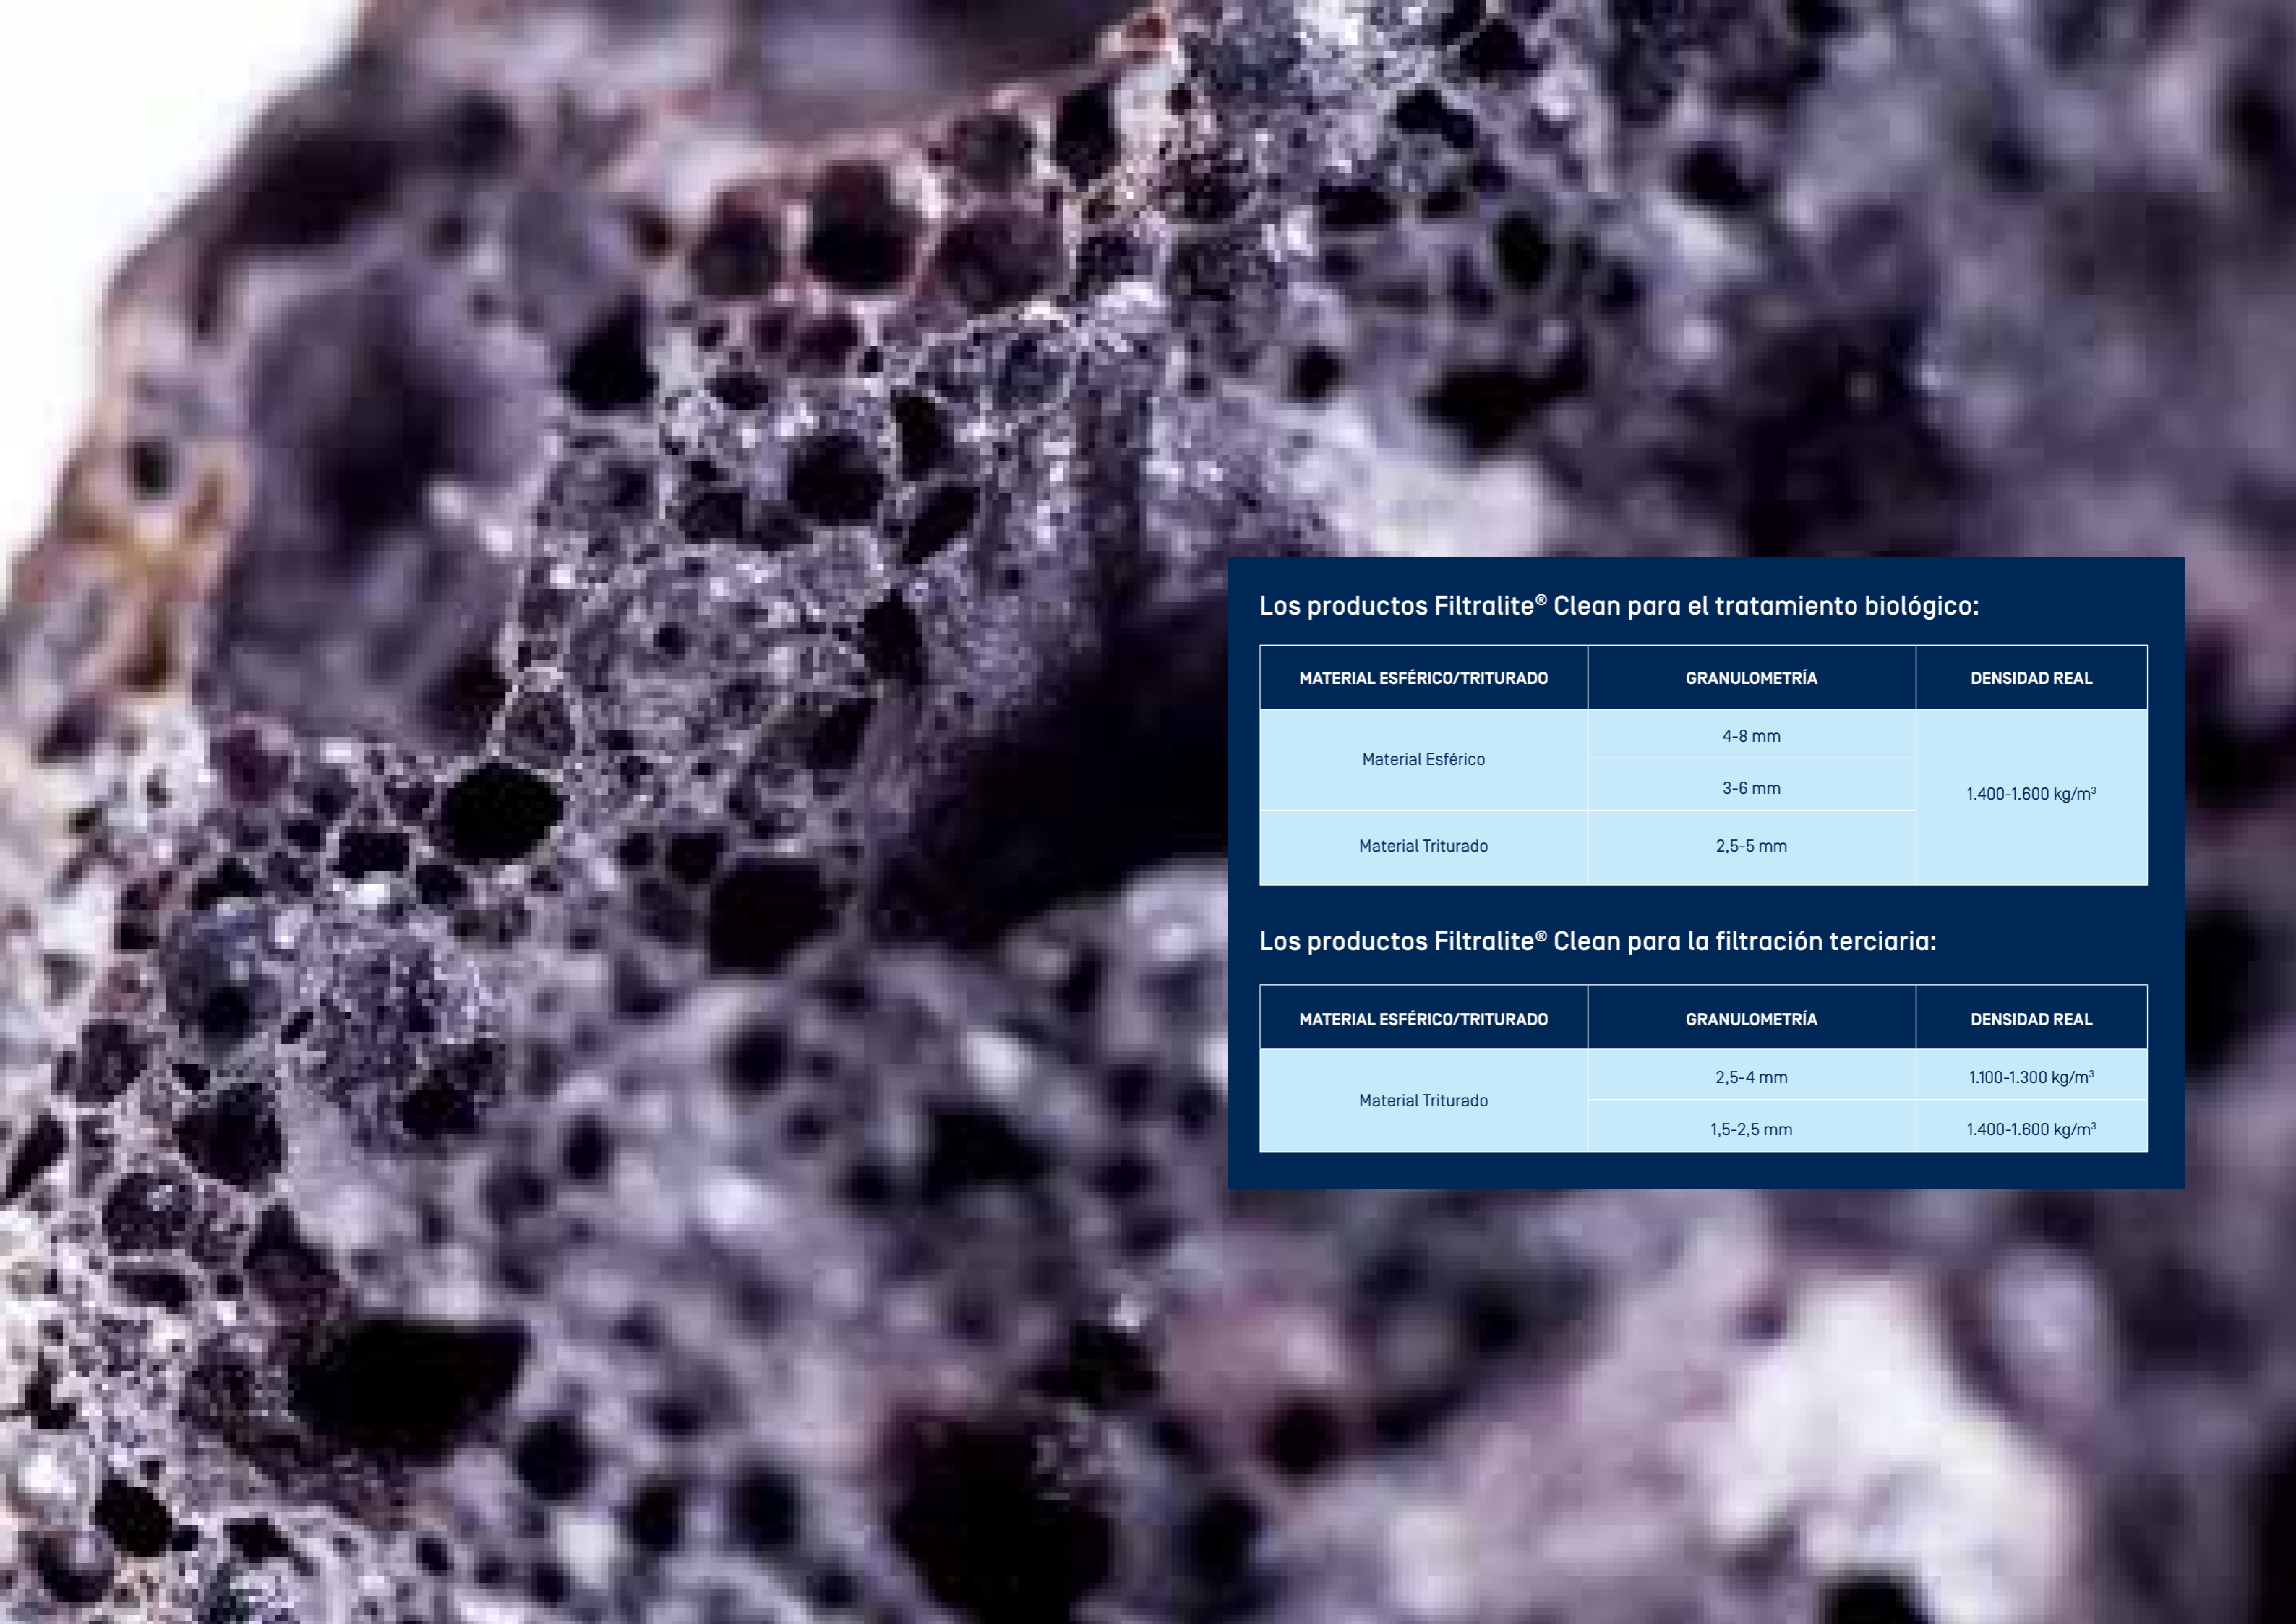 Los productos Filtralite® Clean para el tratamiento biológico:
MATERIAL ESFÉRICO/TRITURADO GRANULOMETRÍA DENSIDAD REAL
Material Esférico 4-8 mm 1.400-1.600 kg/m³
3-6 mm
Material Triturado 2,5-5 mm
Los productos Filtralite® Clean para la filtración terciaria:
MATERIAL ESFÉRICO/TRITURADO GRANULOMETRÍA DENSIDAD REAL
Material Triturado 2,5-4 mm 1.100-1.300 kg/m³
1,5-2,5 mm 1.400-1.600 kg/m³